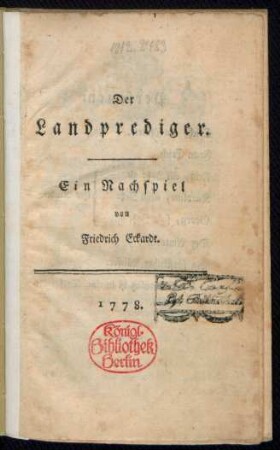 Der
Landprediger.
Ein Nachspiel
von
Friedrich Eckardt.
1778.
Königl.
Bibliothek
Berlin.